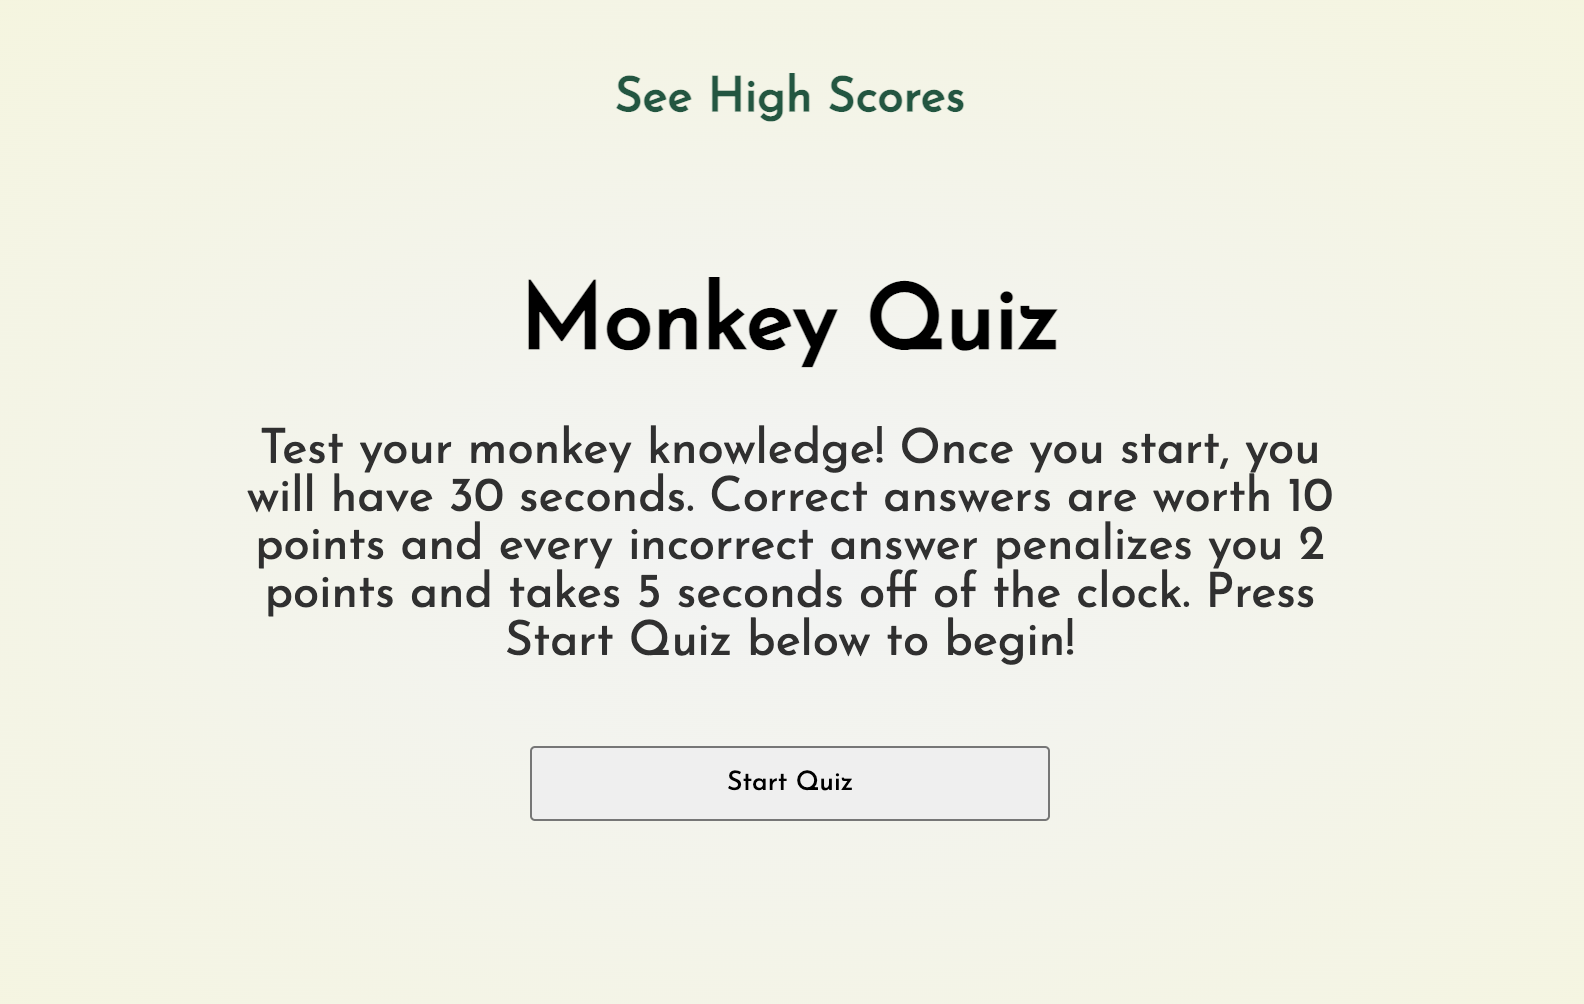 See High Scores
Monkey Quiz
Test your monkey knowledge! Once you start, you
will have 30 seconds. Correct answers are worth 10
points and every incorrect answer penalizes you 2
points and takes 5 seconds off of the clock. Press
Start Quiz below to begin!
Start Quiz